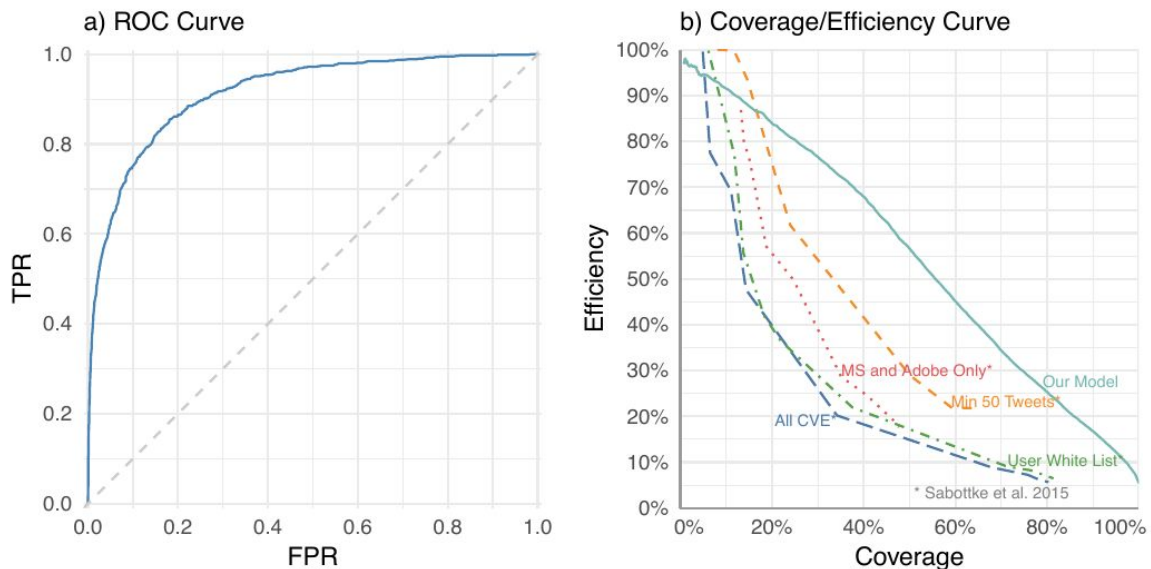 a) ROC Curve
1.0
0.8
0.6
0.4
0.2
0.0
TPR
0.0 0.2 0.4 0.6 0.8 1.0
FPR
b) Coverage/Efficiency Curve
100%
90%
80%
70%
60%
50%
40%
30%
20%
10%
0%
Efficiency
MS and Adobe Only*
Our Model
Min 50 Tweets*
All CVE*
User White List*
* Sabottke et al. 2015
0% 20% 40% 60% 80% 100%
Coverage